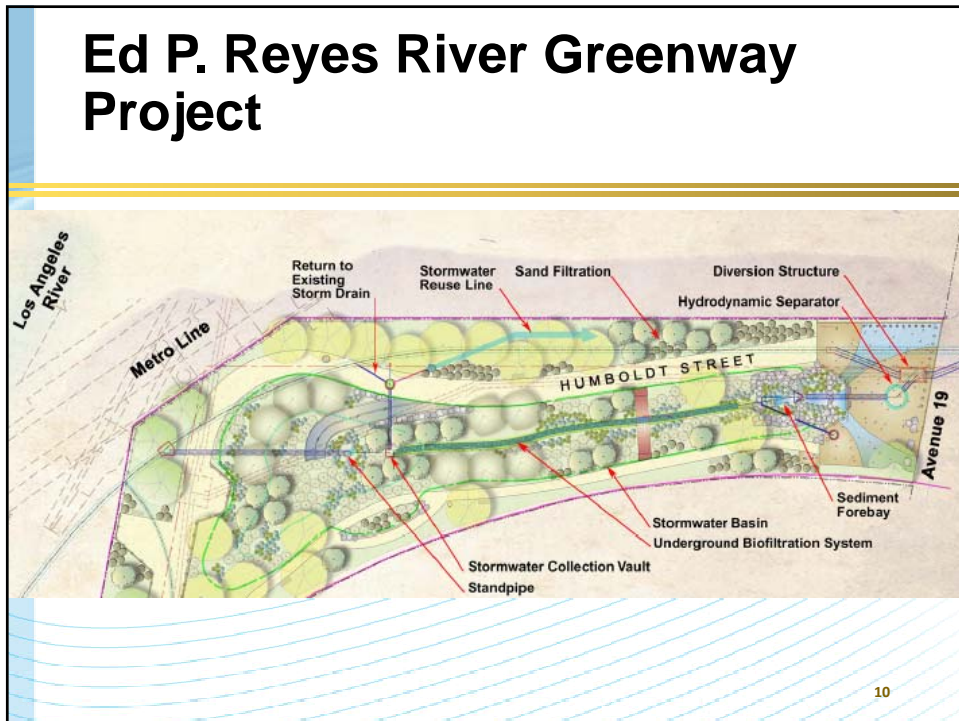 Ed P. Reyes River Greenway
Project
Los Angeles
River
Metro Line
Return to
Existing
Storm Drain
Stormwater
Reuse Line
Sand Filtration
Diversion Structure
Hydrodynamic Separator
HUMBOLDT STREET
Avenue 19
Sediment
Forebay
Stormwater Basin
Underground Biofiltration System
Stormwater Collection Vault
Standpipe
10